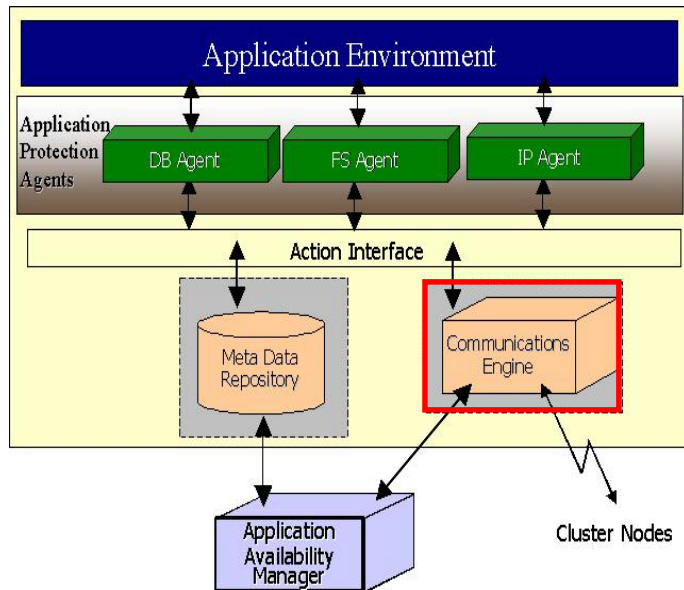 Application Environment
Application
Protection
Agents
DB Agent
FS Agent
IP Agent
Action Interface
Meta Data
Repository
Communications
Engine
Application
Availability
Manager
Cluster Nodes